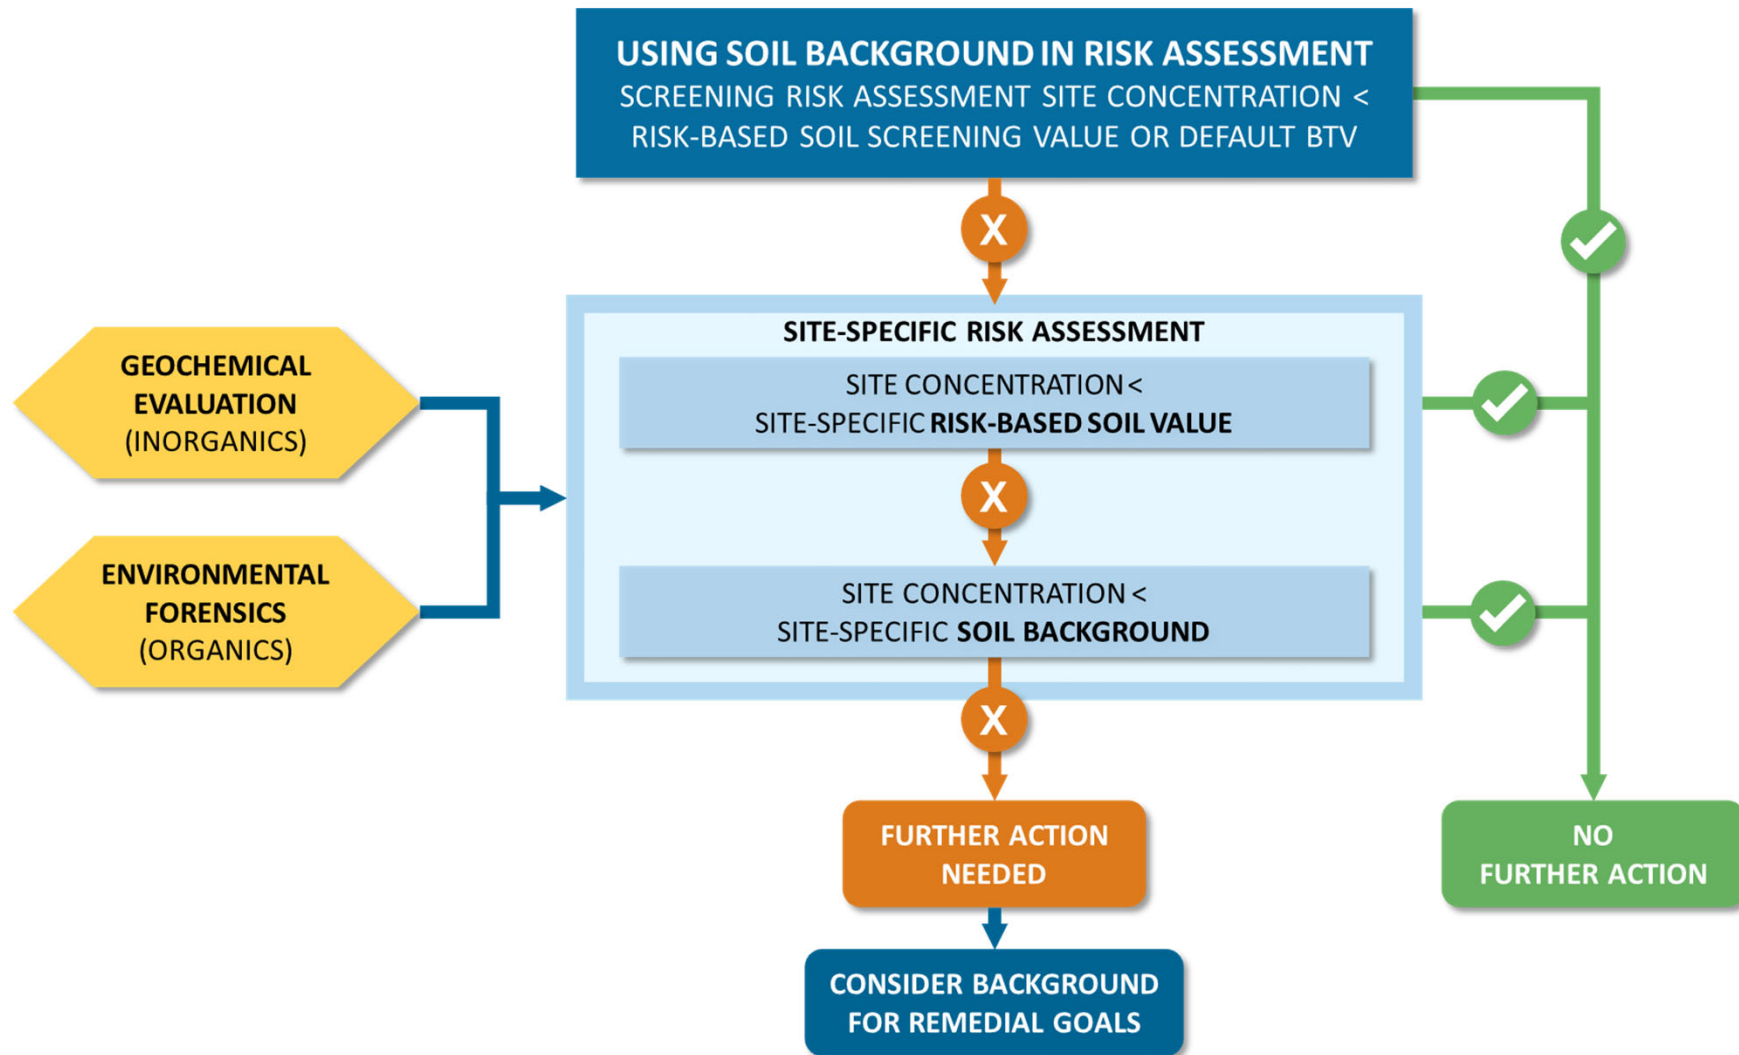 USING SOIL BACKGROUND IN RISK ASSESSMENT
SCREENING RISK ASSESSMENT SITE CONCENTRATION <
RISK-BASED SOIL SCREENING VALUE OR DEFAULT BTV
X
SITE-SPECIFIC RISK ASSESSMENT
SITE CONCENTRATION <
SITE-SPECIFIC RISK-BASED SOIL VALUE
X
SITE CONCENTRATION <
SITE-SPECIFIC SOIL BACKGROUND
X
GEOCHEMICAL
EVALUATION
(INORGANICS)
ENVIRONMENTAL
FORENSICS
(ORGANICS)
FURTHER ACTION
NEEDED
NO
FURTHER ACTION
CONSIDER BACKGROUND
FOR REMEDIAL GOALS